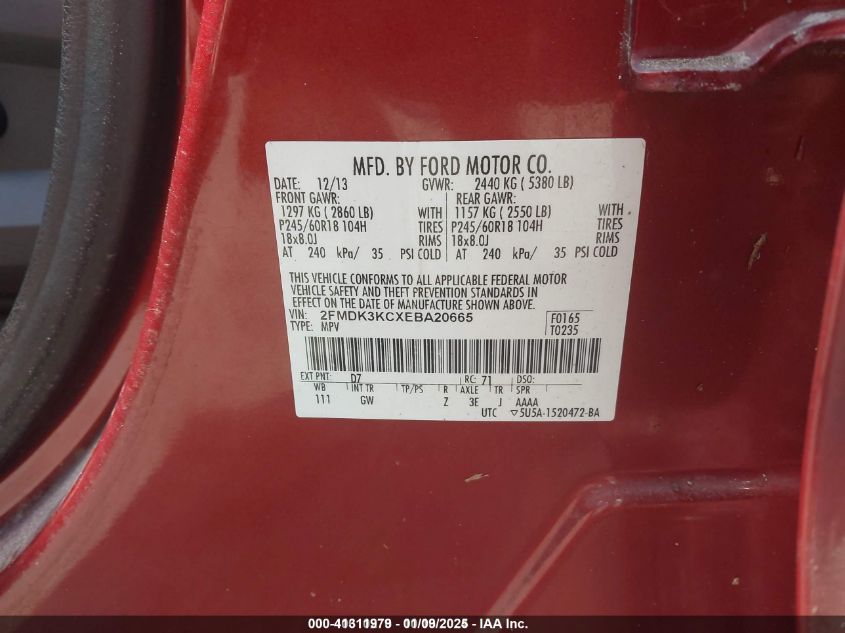 MFD. BY FORD MOTOR CO.
DATE: 12/13 GVWR: 2440 KG ( 5380 LB)
FRONT GAWR: REAR GAWR:
1297 KG ( 2860 LB) WITH 1157 KG ( 2550 LB) WITH
P245/60R18 104H TIRES P245/60R18 104H TIRES
18x8.0J RIMS 18x8.0J RIMS
AT 240 kPa/ 35 PSI COLD AT 240 kPa/ 35 PSI COLD
THIS VEHICLE CONFORMS TO ALL APPLICABLE FEDERAL MOTOR
VEHICLE SAFETY AND THEFT PREVENTION STANDARDS IN
EFFECT ON THE DATE OF MANUFACTURE SHOWN ABOVE.
VIN: 2FMDK3KCXEBA20665 F0165
TYPE: MPV T0235
EXT PNT: D7 RC: 71 DSO:
WB INT TR TP/PS R AXLE TR SPR
111 GW Z 3E J AAAA
UTC ▽5U5A-1520472-BA
000-41311979 - 01/09/2025 - IAA Inc.